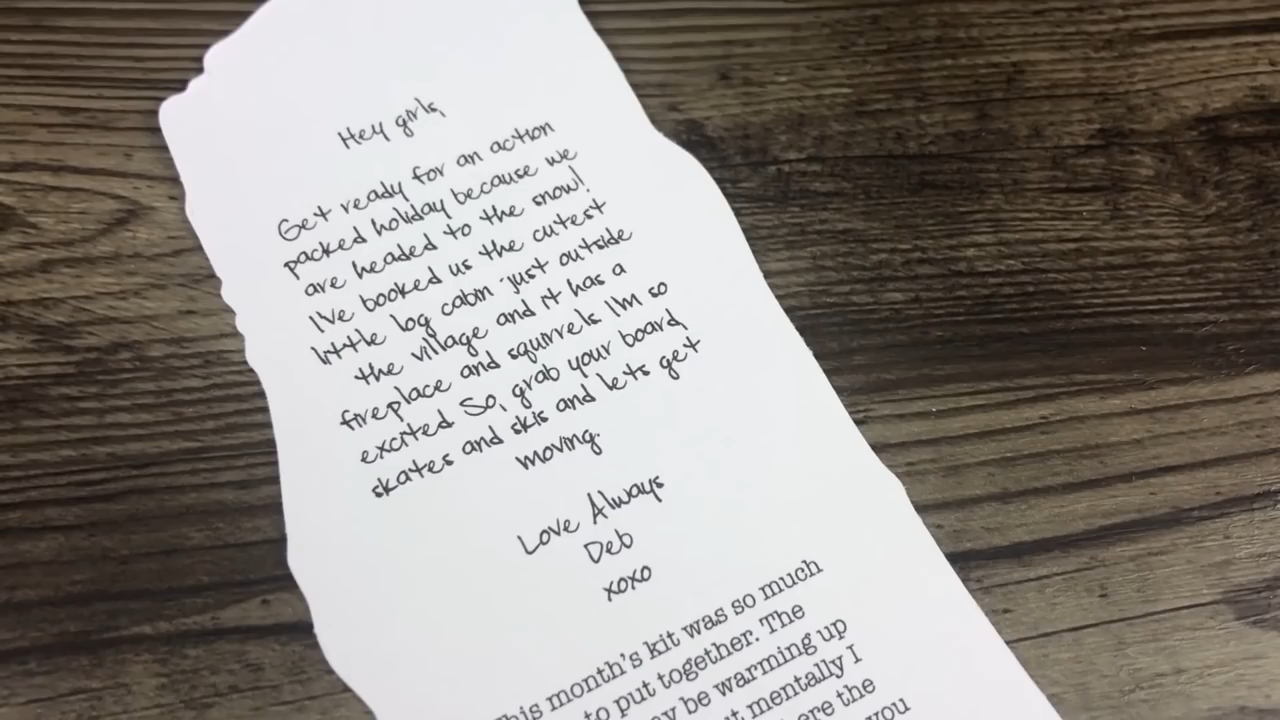 Hey girls,
Get ready for an action
packed holiday because we
are headed to the snow!
I've booked us the cutest
little log cabin just outside
the village and it has a
fireplace and squirrels I'm so
excited So, grab your board
skates and skis and lets get
moving.
Love Always
Deb
xoxo
This month's kit was so much
to put together. The
be warming up
mentally I
the
you